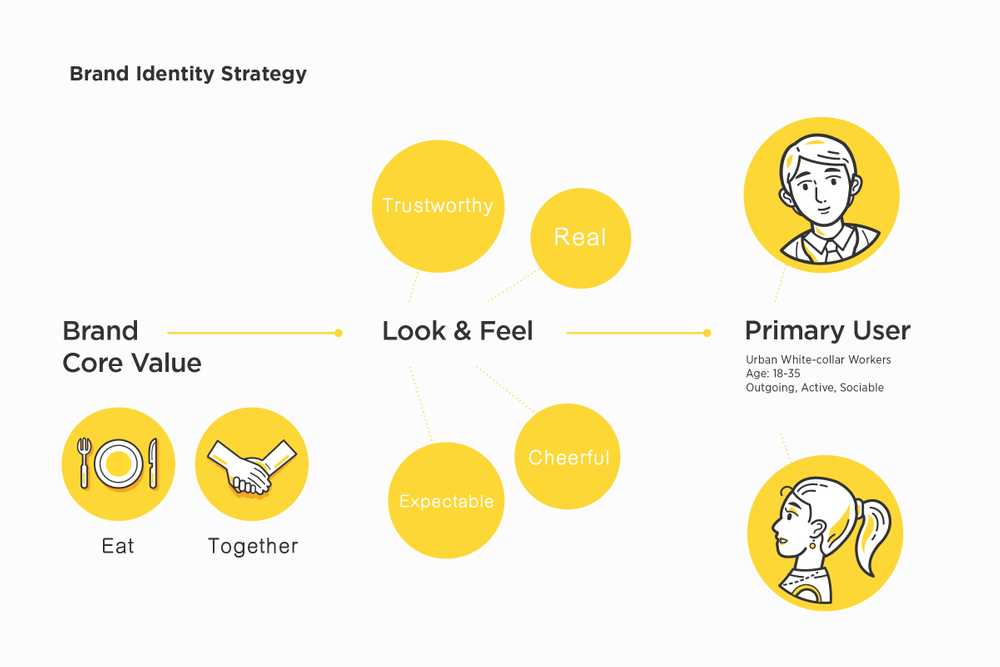 Brand Identity Strategy
Brand
Core Value
Eat
Together
Trustworthy
Real
Look & Feel
Expectable
Cheerful
Primary User
Urban White-collar Workers
Age: 18-35
Outgoing, Active, Sociable